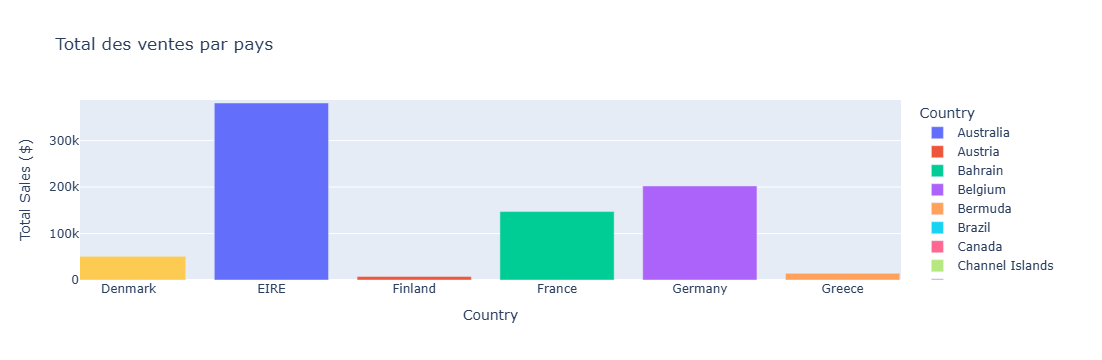 Total des ventes par pays
Total Sales ($)
300k
200k
100k
0
Denmark EIRE Finland France Germany Greece
Country
Country
Australia
Austria
Bahrain
Belgium
Bermuda
Brazil
Canada
Channel Islands